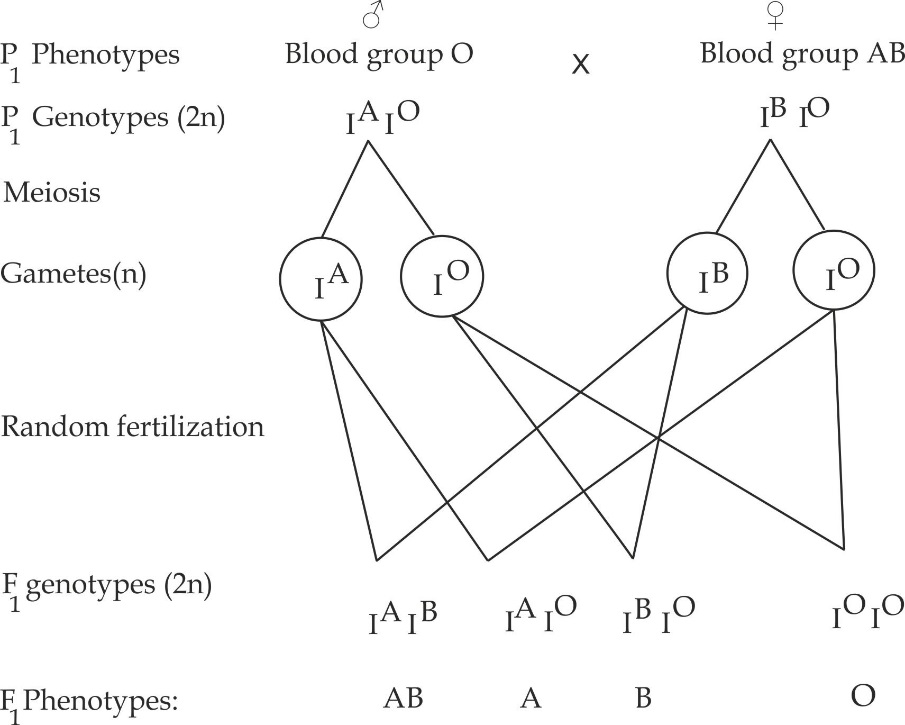 ♂ ♀
P1 Phenotypes Blood group O x Blood group AB
P1 Genotypes (2n) IA IO IB IO
Meiosis
Gametes(n) IA IO IB IO
Random fertilization
F1 genotypes (2n) IA IB IA IO IB IO IO IO
F1 Phenotypes: AB A B O